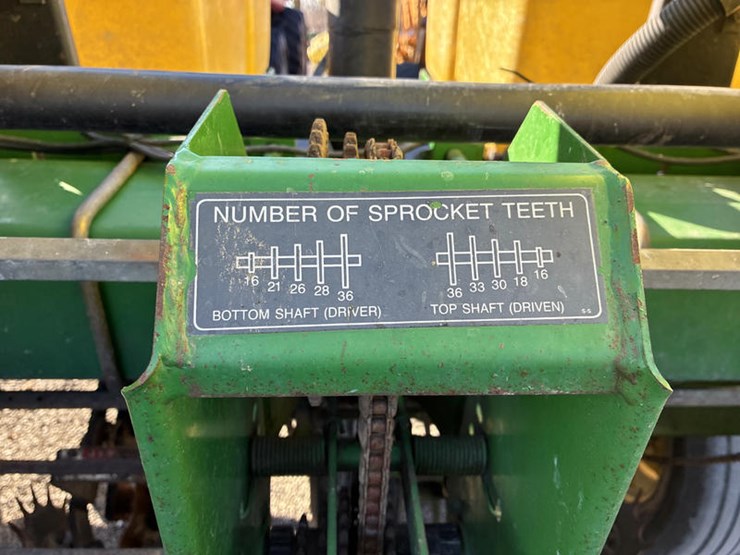 NUMBER OF SPROCKET TEETH
16 21 26 28 36
36 33 30 18 16
BOTTOM SHAFT (DRIVER)
TOP SHAFT (DRIVEN)